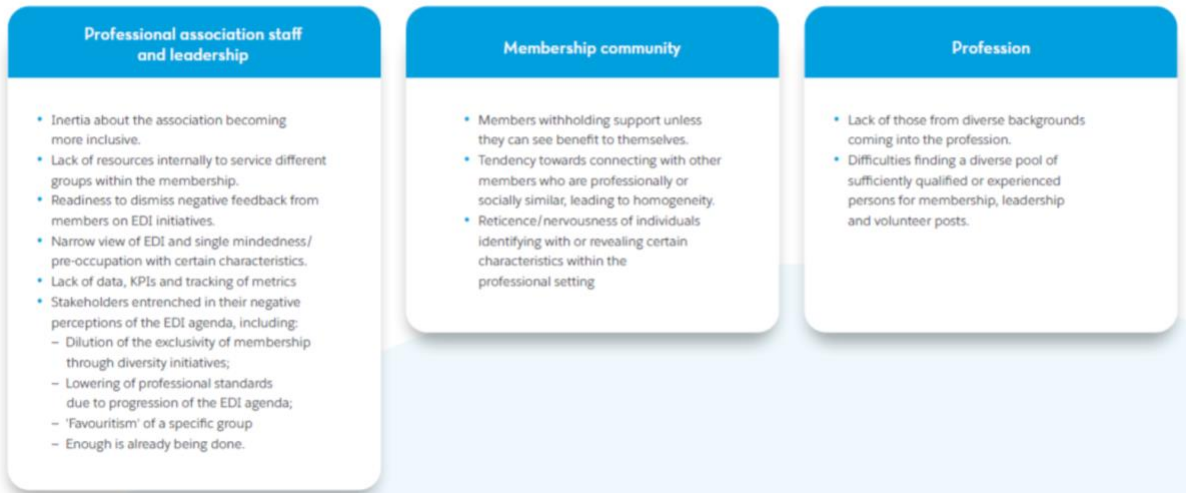 Professional association staff
and leadership
• Inertia about the association becoming
more inclusive.
• Lack of resources internally to service different
groups within the membership.
• Readiness to dismiss negative feedback from
members on EDI initiatives.
• Narrow view of EDI and single mindedness/
pre-occupation with certain characteristics.
• Lack of data, KPIs and tracking of metrics
• Stakeholders entrenched in their negative
perceptions of the EDI agenda, including:
– Dilution of the exclusivity of membership
through diversity initiatives;
– Lowering of professional standards
due to progression of the EDI agenda;
– 'Favouritism' of a specific group
– Enough is already being done.
Membership community
• Members withholding support unless
they can see benefit to themselves.
• Tendency towards connecting with other
members who are professionally or
socially similar, leading to homogeneity.
• Reticence/nervousness of individuals
identifying with or revealing certain
characteristics within the
professional setting
Profession
• Lack of those from diverse backgrounds
coming into the profession.
• Difficulties finding a diverse pool of
sufficiently qualified or experienced
persons for membership, leadership
and volunteer posts.